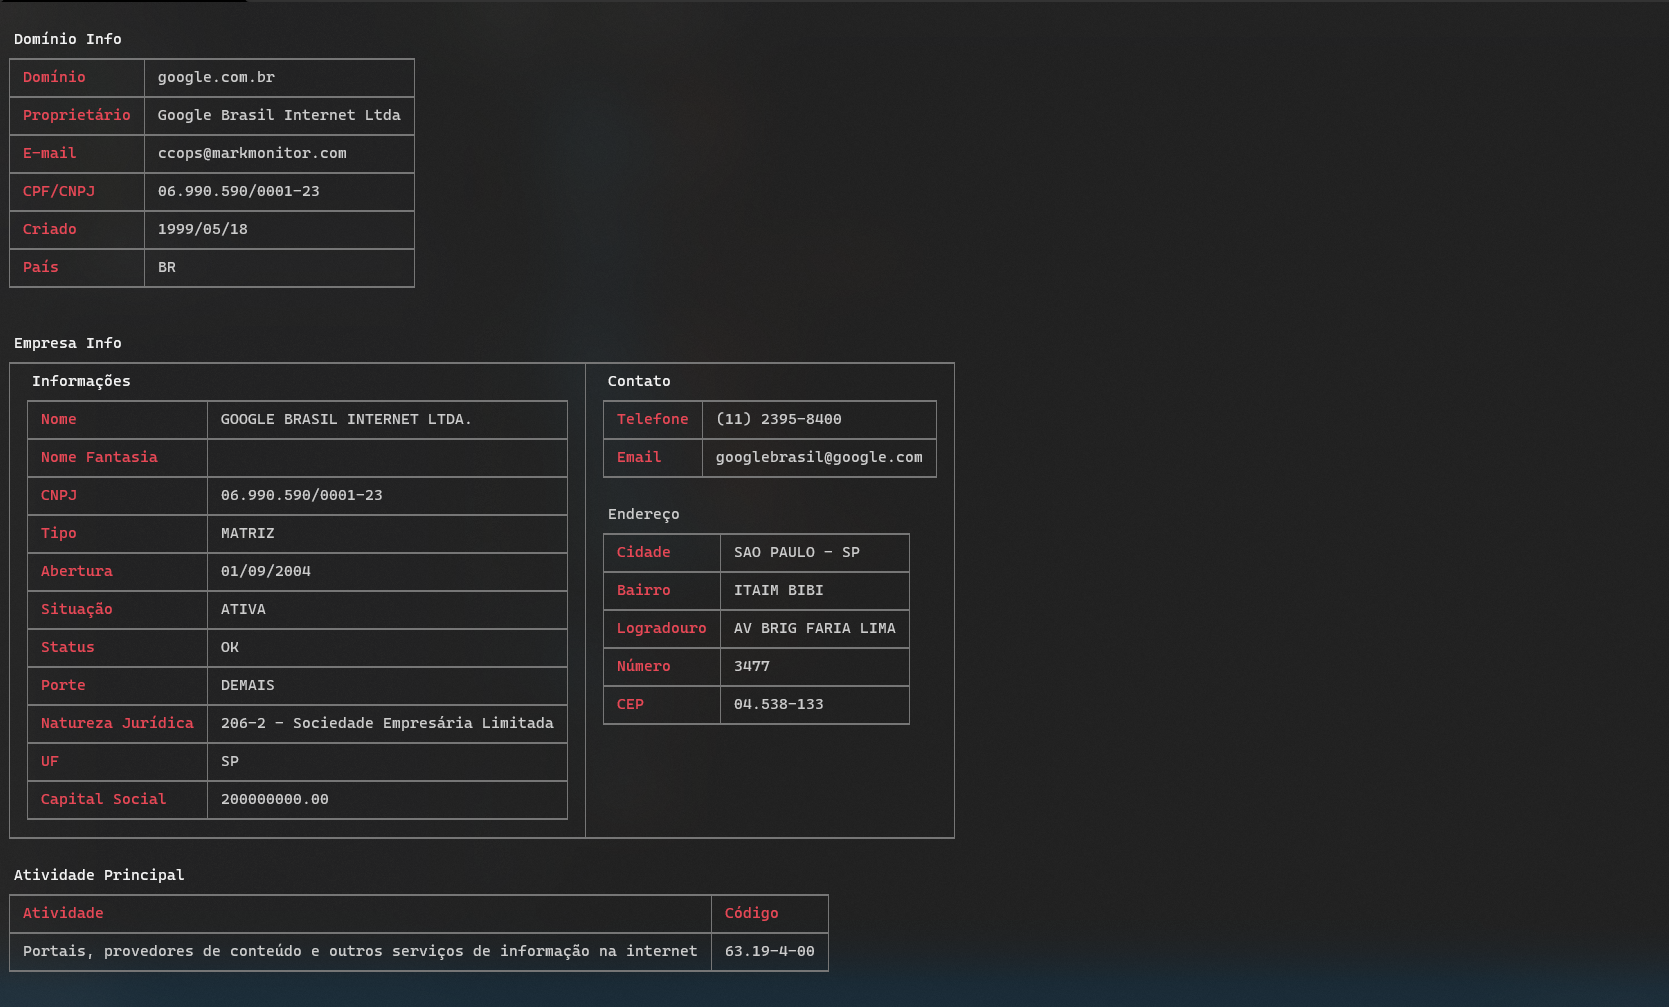 Domínio Info
Domínio google.com.br
Proprietário Google Brasil Internet Ltda
E-mail ccops@markmonitor.com
CPF/CNPJ 06.990.590/0001-23
Criado 1999/05/18
País BR
Empresa Info
Informações
Nome GOOGLE BRASIL INTERNET LTDA.
Nome Fantasia
CNPJ 06.990.590/0001-23
Tipo MATRIZ
Abertura 01/09/2004
Situação ATIVA
Status OK
Porte DEMAIS
Natureza Jurídica 206-2 - Sociedade Empresária Limitada
UF SP
Capital Social 200000000.00
Contato
Telefone (11) 2395-8400
Email googlebrasil@google.com
Endereço
Cidade SAO PAULO - SP
Bairro ITAIM BIBI
Logradouro AV BRIG FARIA LIMA
Número 3477
CEP 04.538-133
Atividade Principal
Atividade Código
Portais, provedores de conteúdo e outros serviços de informação na internet 63.19-4-00